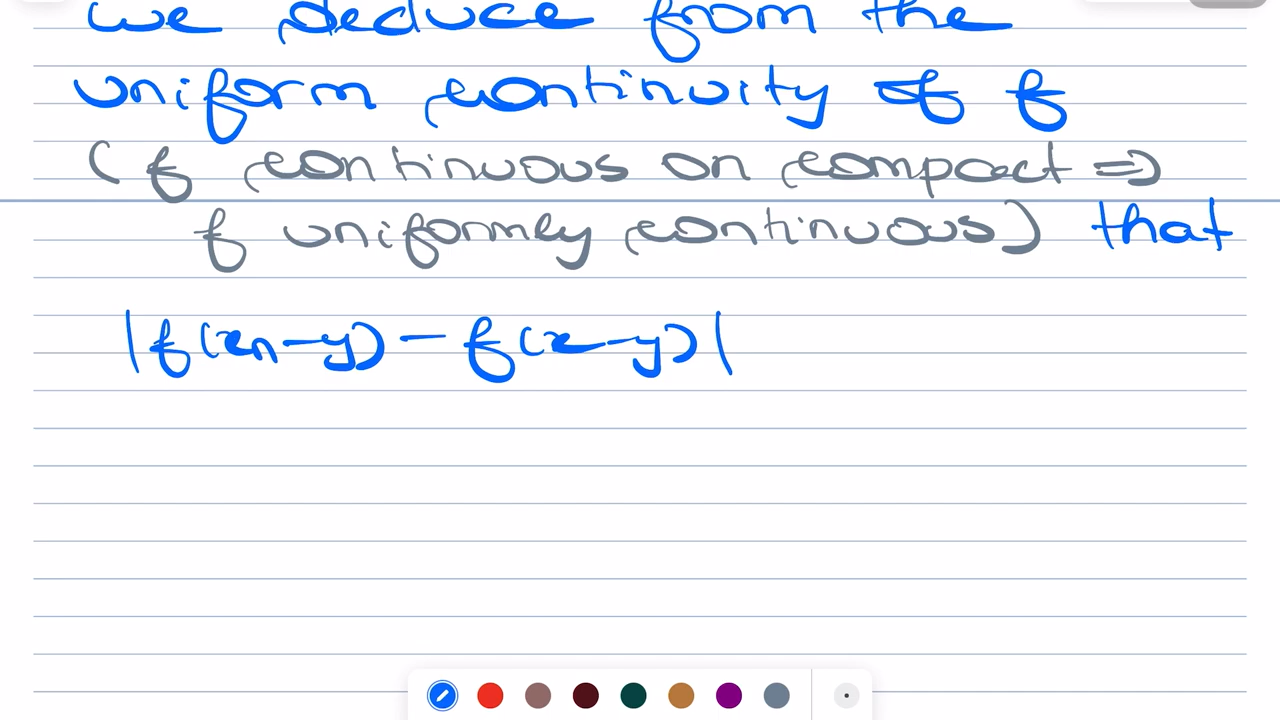 we deduce from the
uniform continuity of f
(f continuous on compact =>
f uniformly continuous) that
|f(xn-y) - f(x-y)|